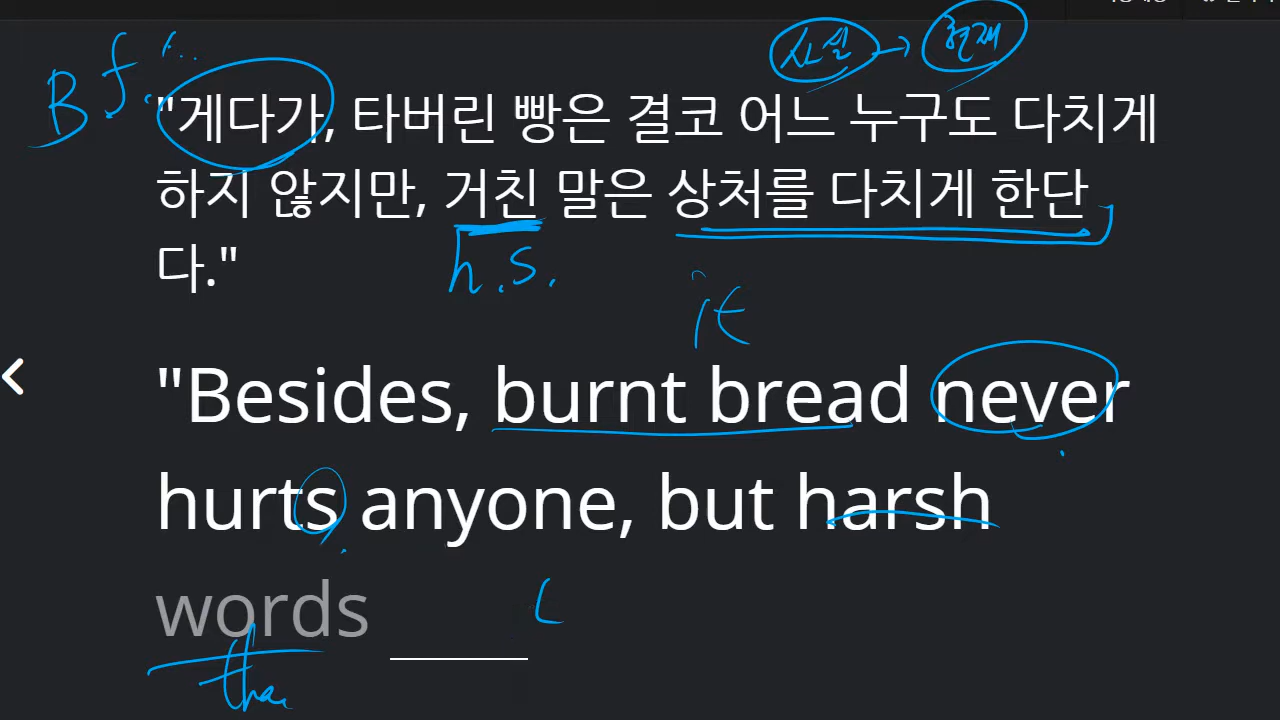 사실 → 현재
B f
"게다가, 타버린 빵은 결코 어느 누구도 다치게
하지 않지만, 거친 말은 상처를 다치게 한단
다."
h.s.
it
"Besides, burnt bread never
hurts anyone, but harsh
words
tha